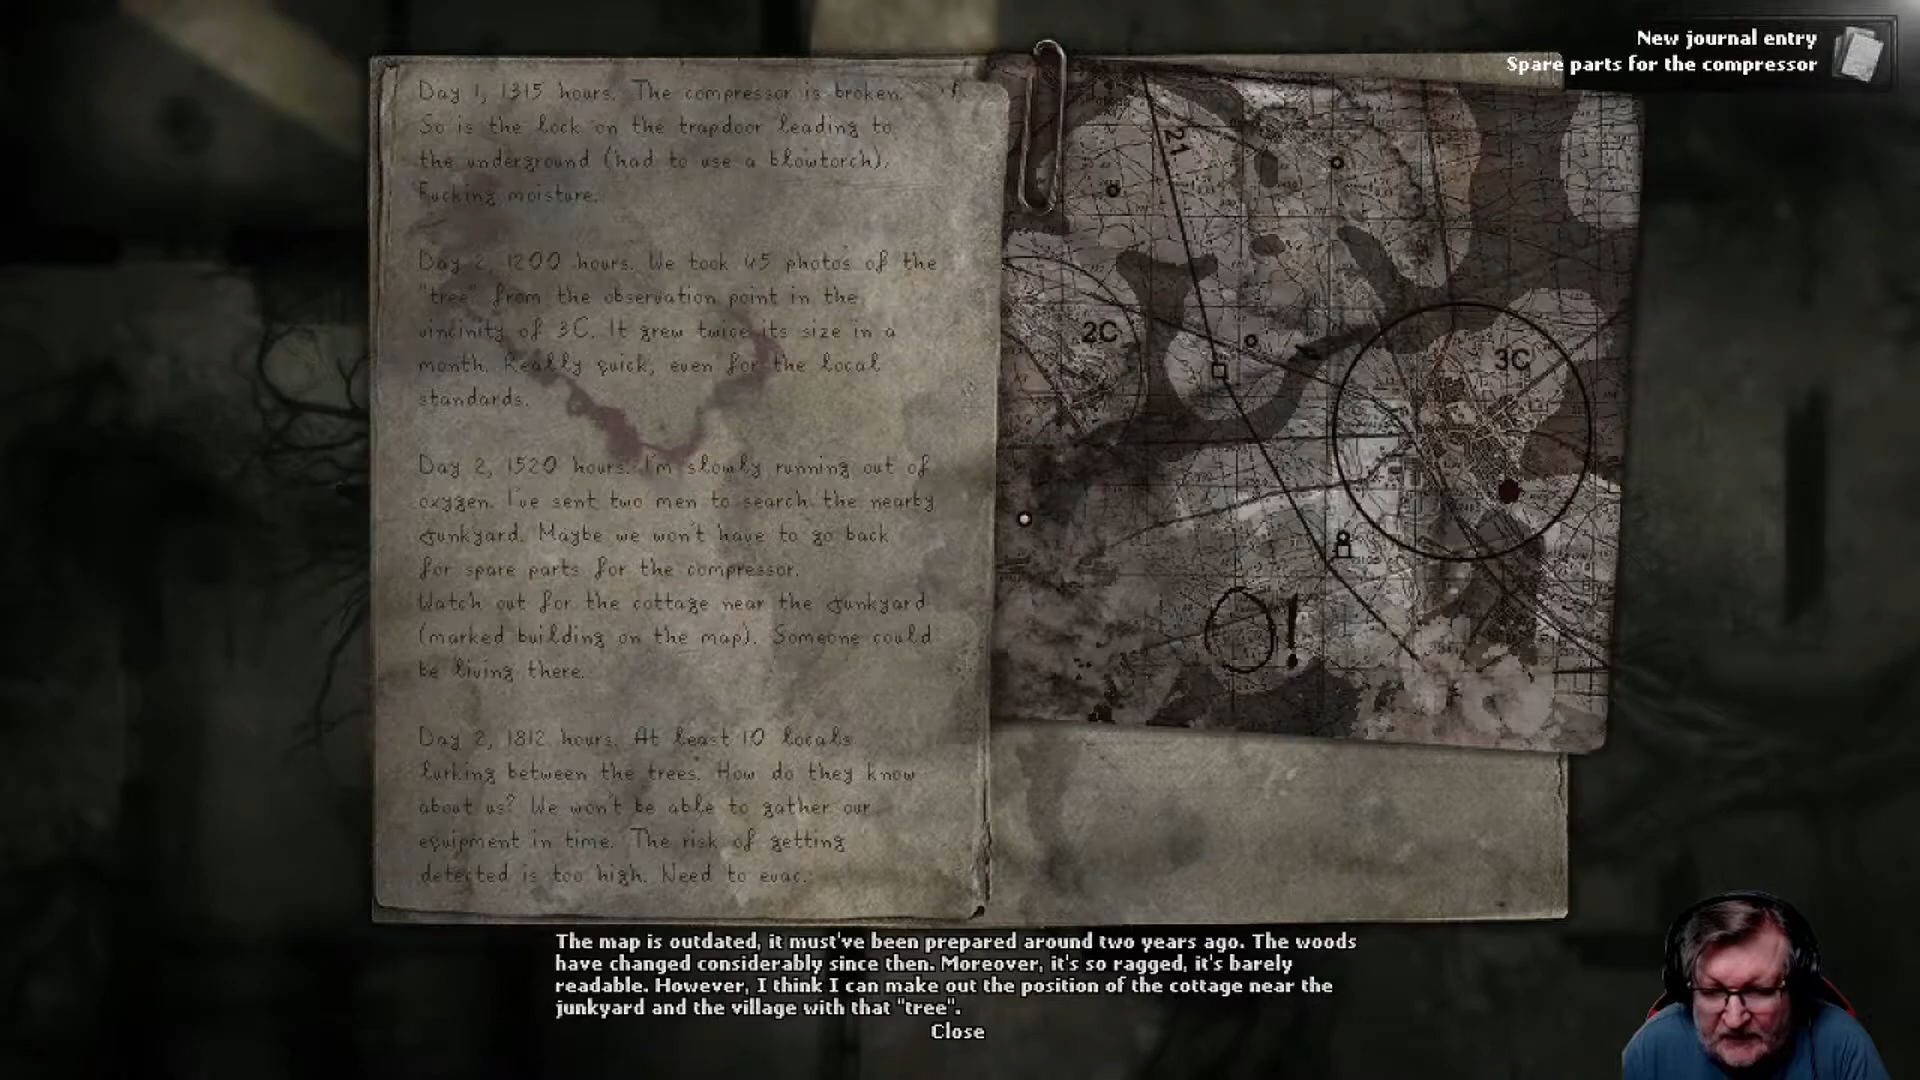 New journal entry
Spare parts for the compressor
Day 1, 1315 hours. The compressor is broken.
So is the lock on the trapdoor leading to
the underground (had to use a blowtorch).
Fucking moisture.
Day 2, 1200 hours. We took 45 photos of the
"tree" from the observation point in the
vincinity of 3C. It grew twice its size in a
month. Really quick, even for the local
standards.
Day 2, 1520 hours. I'm slowly running out of
oxygen. I've sent two men to search the nearby
junkyard. Maybe we won't have to go back
for spare parts for the compressor.
Watch out for the cottage near the junkyard
(marked building on the map). Someone could
be living there.
Day 2, 1812 hours. At least 10 locals
lurking between the trees. How do they know
about us? We won't be able to gather our
equipment in time. The risk of getting
detected is too high. Need to evac.
21
2C
3C
!
The map is outdated, it must've been prepared around two years ago. The woods
have changed considerably since then. Moreover, it's so ragged, it's barely
readable. However, I think I can make out the position of the cottage near the
junkyard and the village with that "tree".
Close